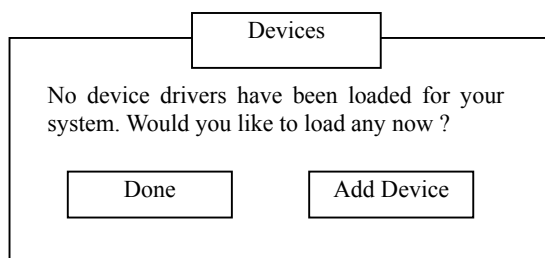 Devices
No device drivers have been loaded for your
system. Would you like to load any now ?
Done
Add Device